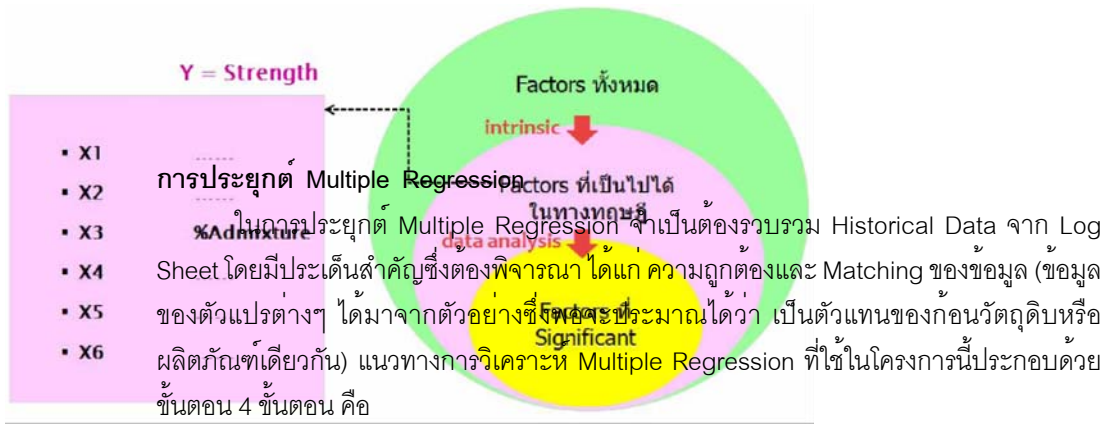 Y = Strength
Factors ทั้งหมด
intrinsic
▪ X1 ......
▪ X2 ......
▪ X3 %Admixture
▪ X4 ......
▪ X5
▪ X6
Factors ที่เป็นไปได้
ในทางทฤษฎี
data analysis
Factors ที่
Significant
การประยุกต์ Multiple Regression
ในการประยุกต์ Multiple Regression จำเป็นต้องรวบรวม Historical Data จาก Log
Sheet โดยมีประเด็นสำคัญซึ่งต้องพิจารณา ได้แก่ ความถูกต้องและ Matching ของข้อมูล (ข้อมูล
ของตัวแปรต่างๆ ได้มาจากตัวอย่างซึ่งพอจะประมาณได้ว่า เป็นตัวแทนของก้อนวัตถุดิบหรือ
ผลิตภัณฑ์เดียวกัน) แนวทางการวิเคราะห์ Multiple Regression ที่ใช้ในโครงการนี้ประกอบด้วย
ขั้นตอน 4 ขั้นตอน คือ